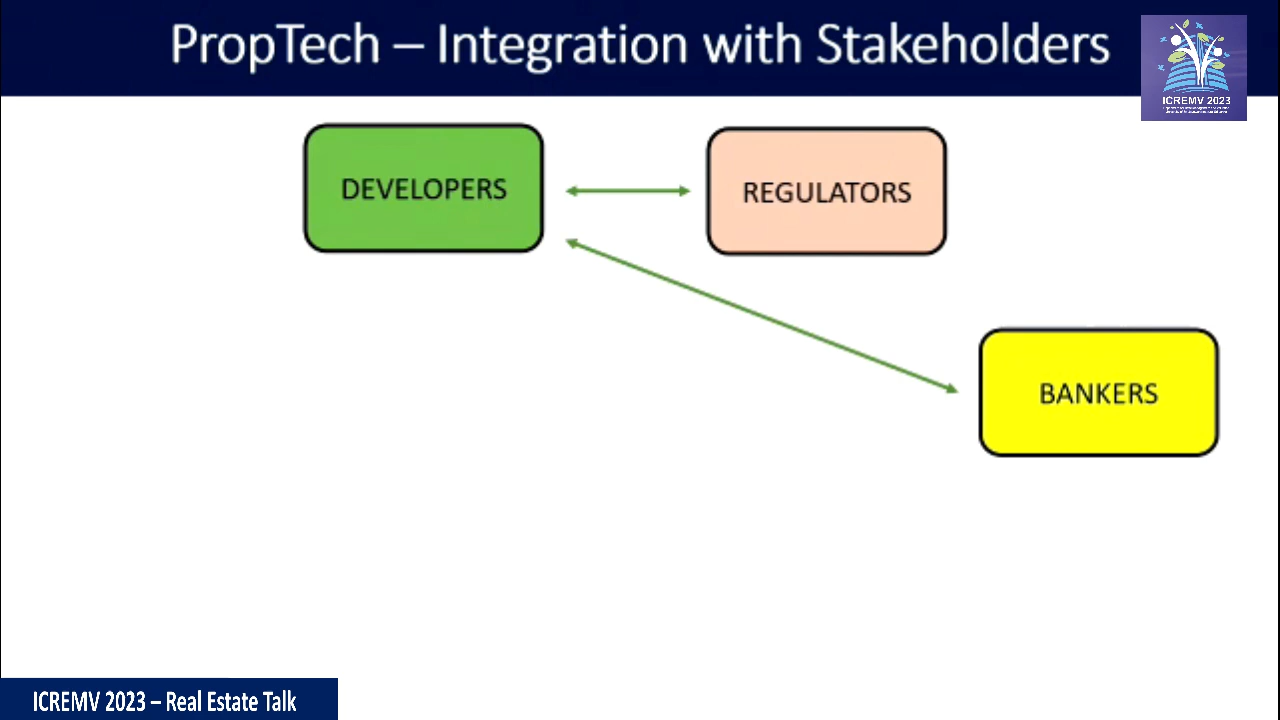 PropTech – Integration with Stakeholders
ICREMV 2023
DEVELOPERS
REGULATORS
BANKERS
ICREMV 2023 – Real Estate Talk